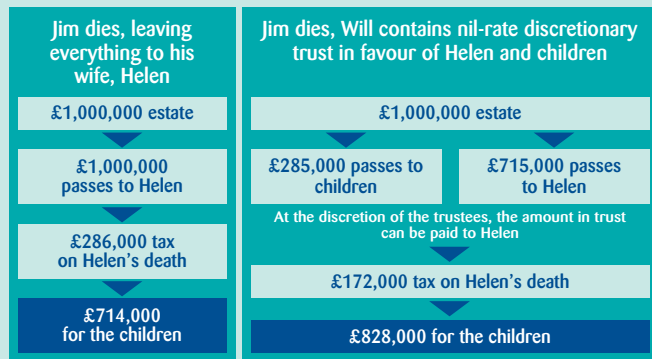 Jim dies, leaving
everything to his
wife, Helen
£1,000,000 estate
£1,000,000
passes to Helen
£286,000 tax
on Helen's death
£714,000
for the children
Jim dies, Will contains nil-rate discretionary
trust in favour of Helen and children
£1,000,000 estate
£285,000 passes to
children
£715,000 passes
to Helen
At the discretion of the trustees, the amount in trust
can be paid to Helen
£172,000 tax on Helen's death
£828,000 for the children